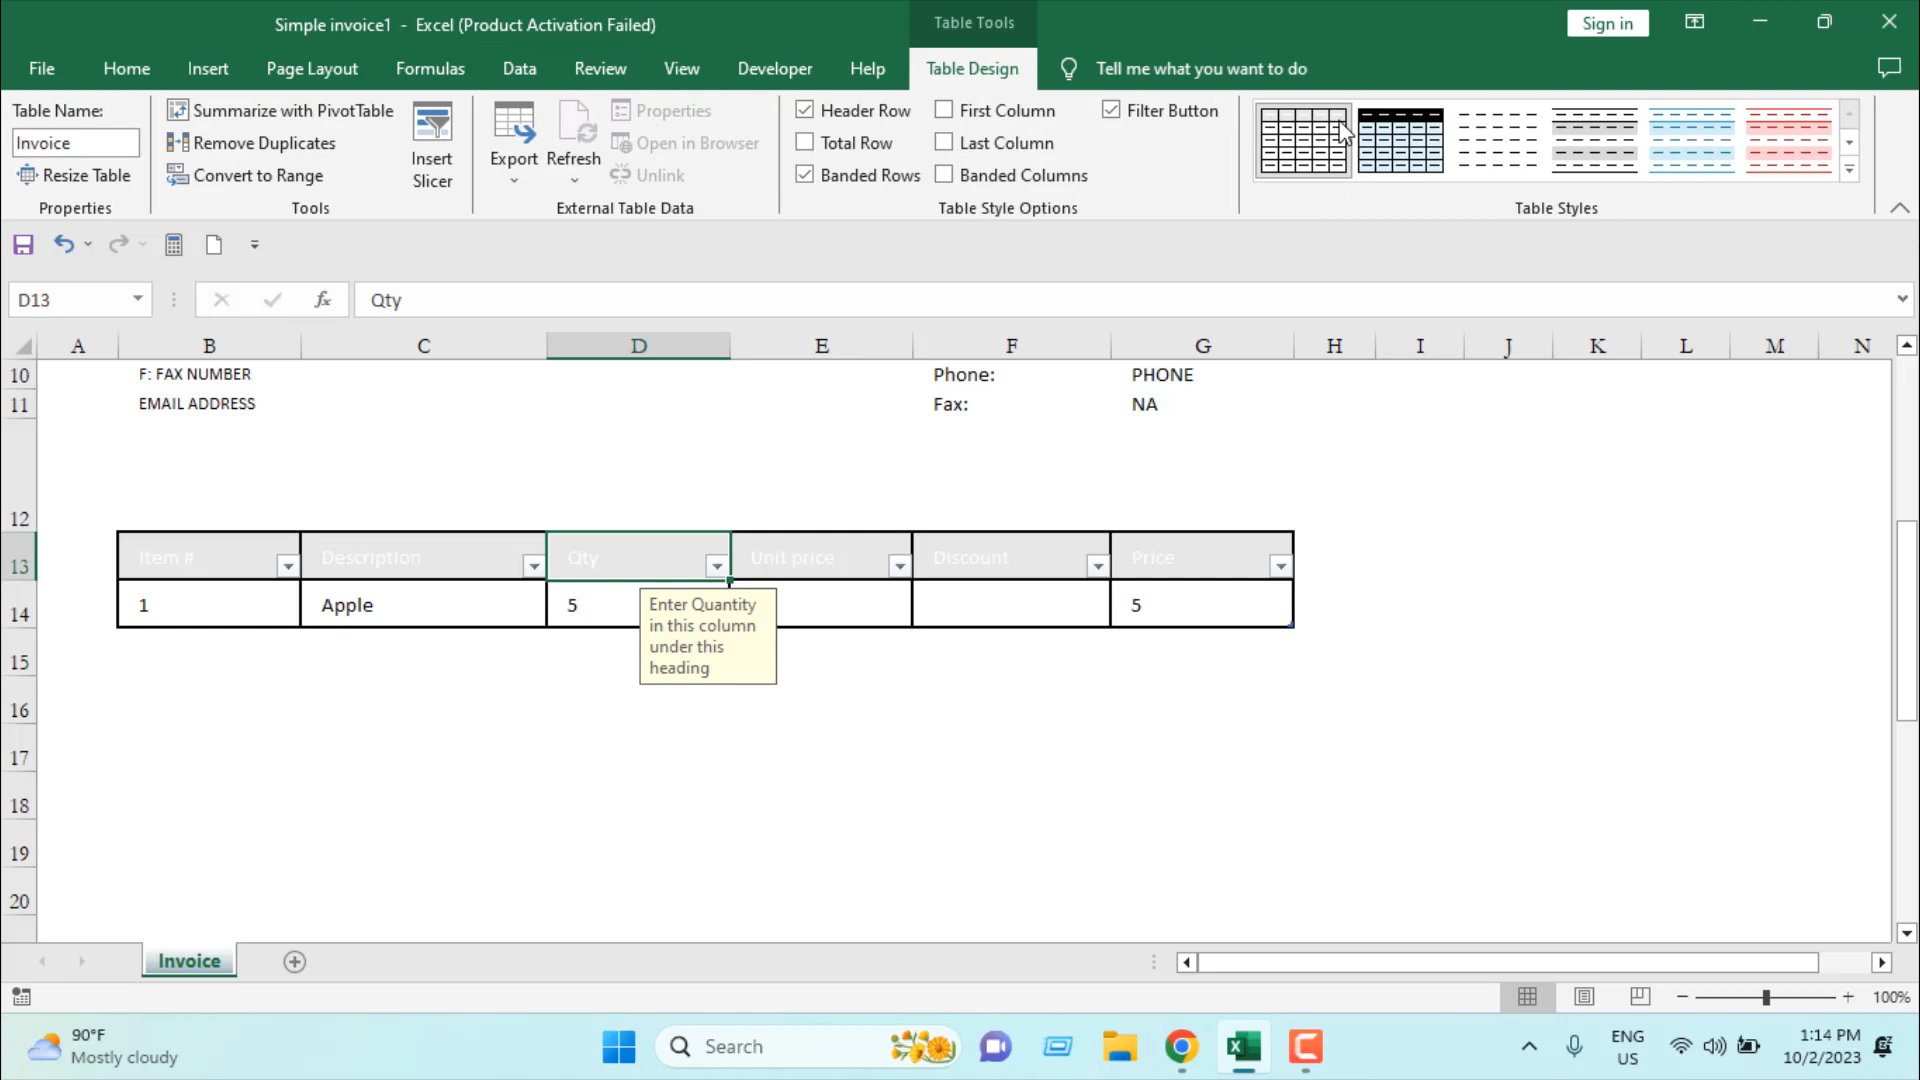 Simple invoice1 - Excel (Product Activation Failed)
Table Tools
Sign in
File Home Insert Page Layout Formulas Data Review View Developer Help Table Design Tell me what you want to do
Table Name:
Invoice
Resize Table
Properties
Summarize with PivotTable
Remove Duplicates
Convert to Range
Tools
Insert
Slicer
Export
Refresh
Properties
Open in Browser
Unlink
External Table Data
Header Row
Total Row
Banded Rows
First Column
Last Column
Banded Columns
Filter Button
Table Style Options
Table Styles
D13
fx
Qty
A B C D E F G H I J K L M N
10 F: FAX NUMBER Phone: PHONE
11 EMAIL ADDRESS Fax: NA
12
13 Item # Description Qty Unit price Discount Price
14 1 Apple 5 5
Enter Quantity
in this column
under this
heading
15
16
17
18
19
20
Invoice
100%
90°F
Mostly cloudy
Search
ENG
US
1:14 PM
10/2/2023